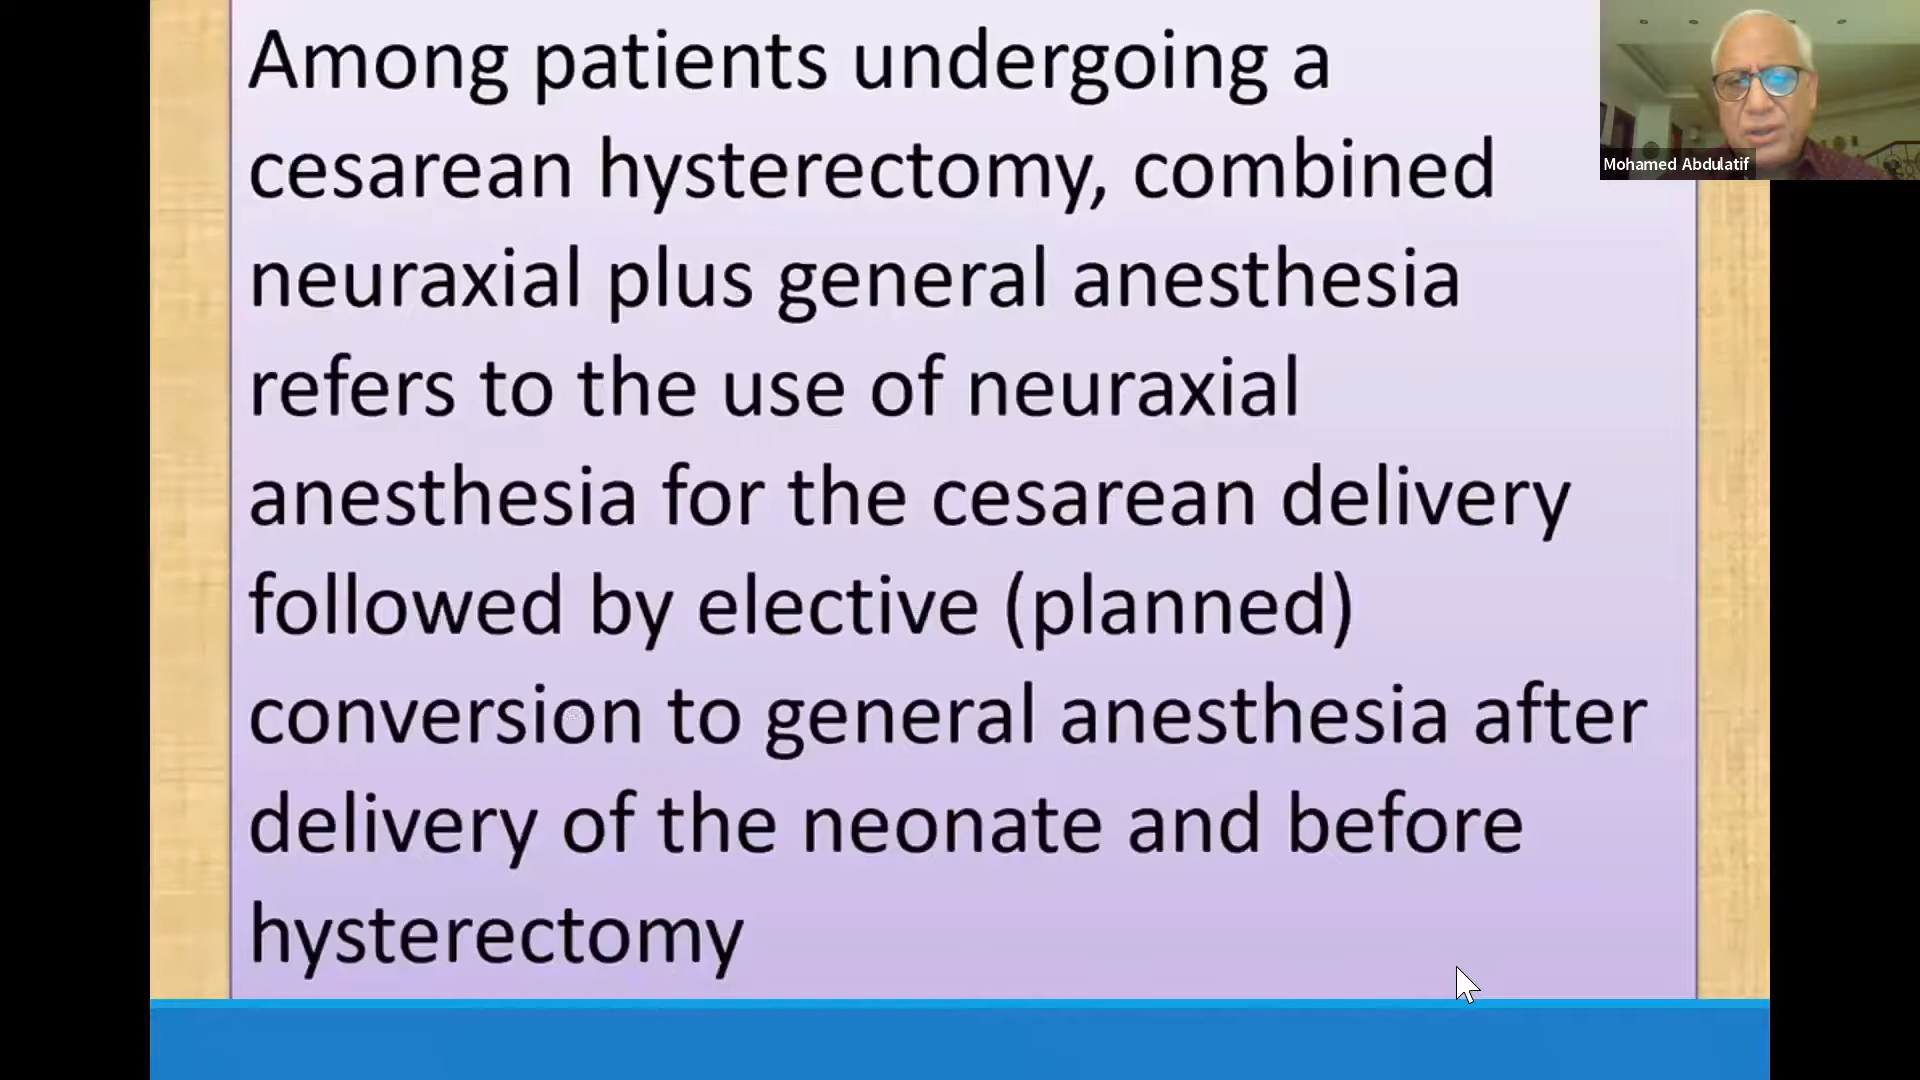 Among patients undergoing a
cesarean hysterectomy, combined
neuraxial plus general anesthesia
refers to the use of neuraxial
anesthesia for the cesarean delivery
followed by elective (planned)
conversion to general anesthesia after
delivery of the neonate and before
hysterectomy
Mohamed Abdulatif